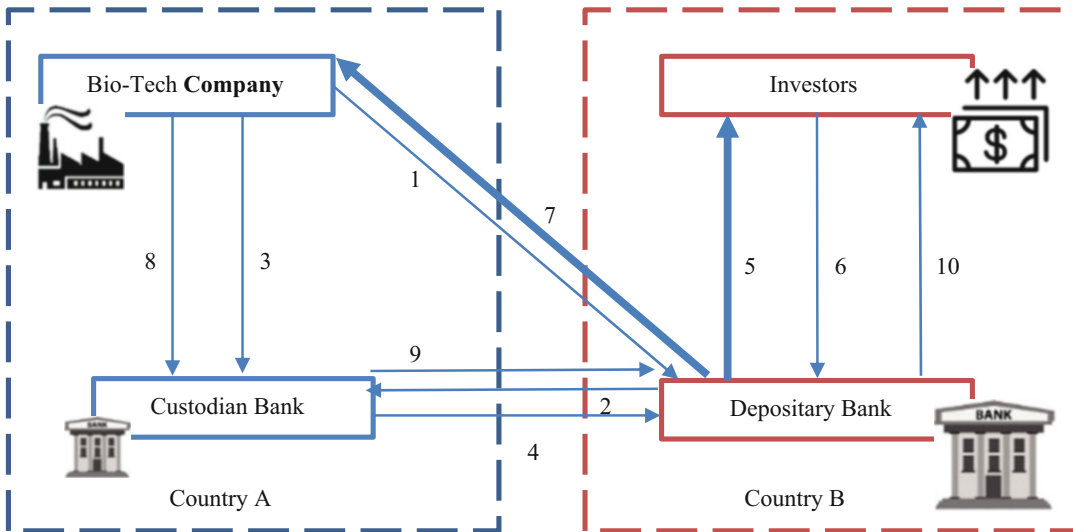 Bio-Tech Company
Investors
1
7
8
3
5
6
10
9
Custodian Bank
2
Depositary Bank
BANK
BANK
4
Country A
Country B